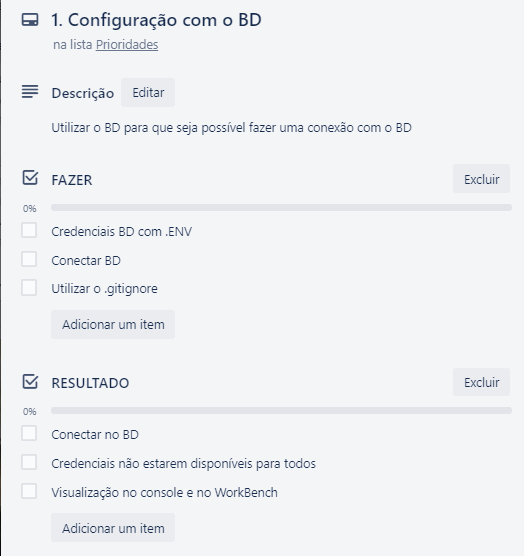 1. Configuração com o BD
na lista Prioridades
Descrição Editar
Utilizar o BD para que seja possível fazer uma conexão com o BD
FAZER Excluir
0%
Credenciais BD com .ENV
Conectar BD
Utilizar o .gitignore
Adicionar um item
RESULTADO Excluir
0%
Conectar no BD
Credenciais não estarem disponíveis para todos
Visualização no console e no WorkBench
Adicionar um item